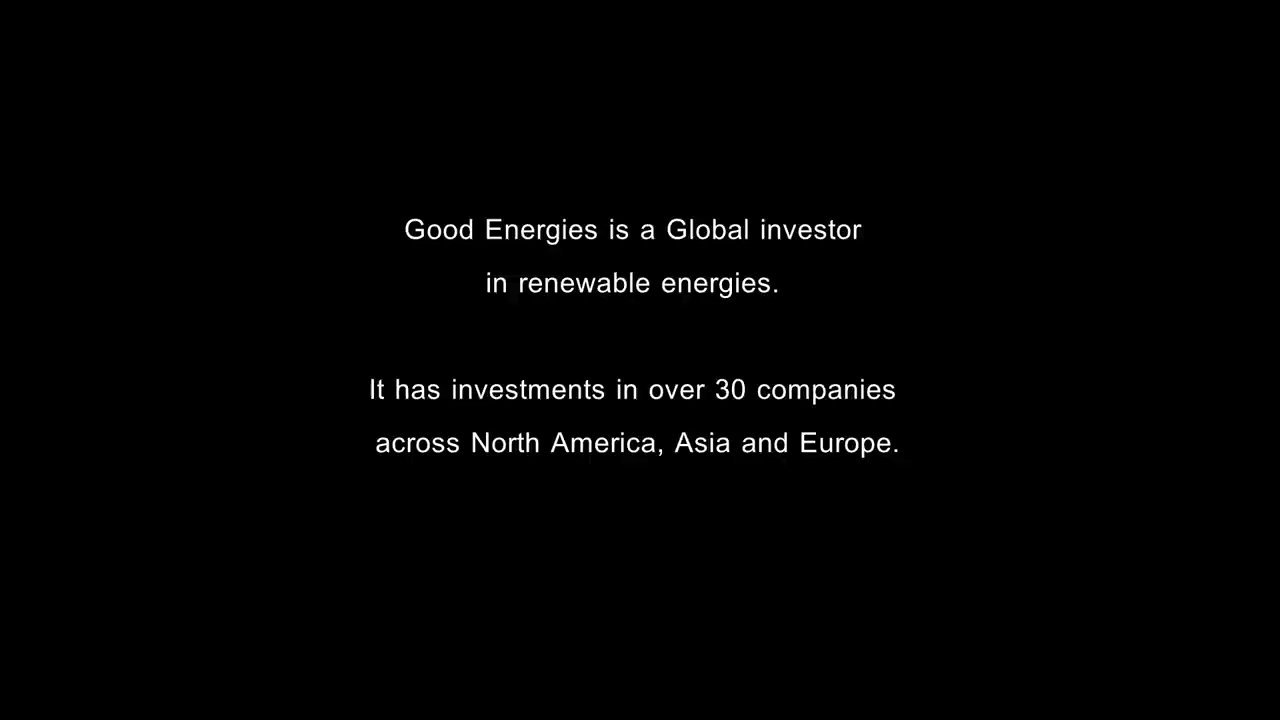 Good Energies is a Global investor
in renewable energies.
It has investments in over 30 companies
across North America, Asia and Europe.